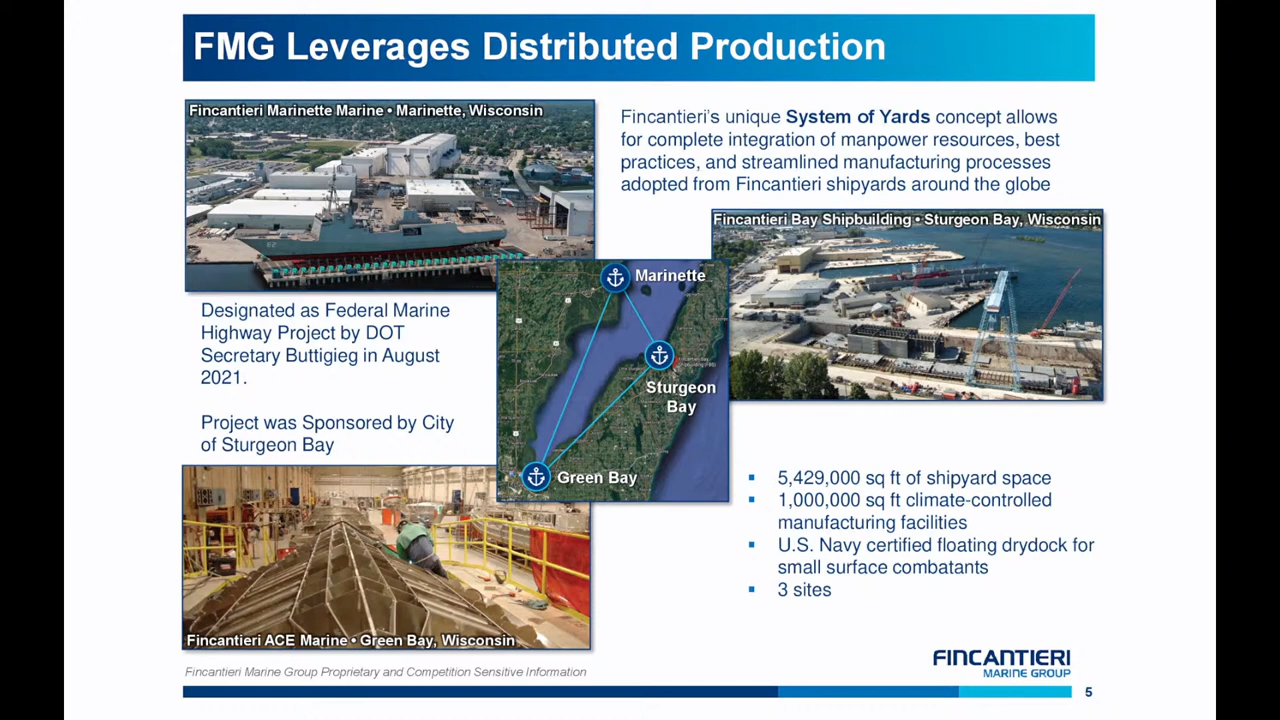 FMG Leverages Distributed Production
Fincantieri Marinette Marine • Marinette, Wisconsin
Fincantieri's unique System of Yards concept allows
for complete integration of manpower resources, best
practices, and streamlined manufacturing processes
adopted from Fincantieri shipyards around the globe
62
Fincantieri Bay Shipbuilding • Sturgeon Bay, Wisconsin
Designated as Federal Marine
Highway Project by DOT
Secretary Buttigieg in August
2021.
Project was Sponsored by City
of Sturgeon Bay
Marinette
Sturgeon
Bay
Green Bay
Fincantieri ACE Marine • Green Bay, Wisconsin
▪ 5,429,000 sq ft of shipyard space
▪ 1,000,000 sq ft climate-controlled
manufacturing facilities
▪ U.S. Navy certified floating drydock for
small surface combatants
▪ 3 sites
Fincantieri Marine Group Proprietary and Competition Sensitive Information
FINCANTIERI
MARINE GROUP
5